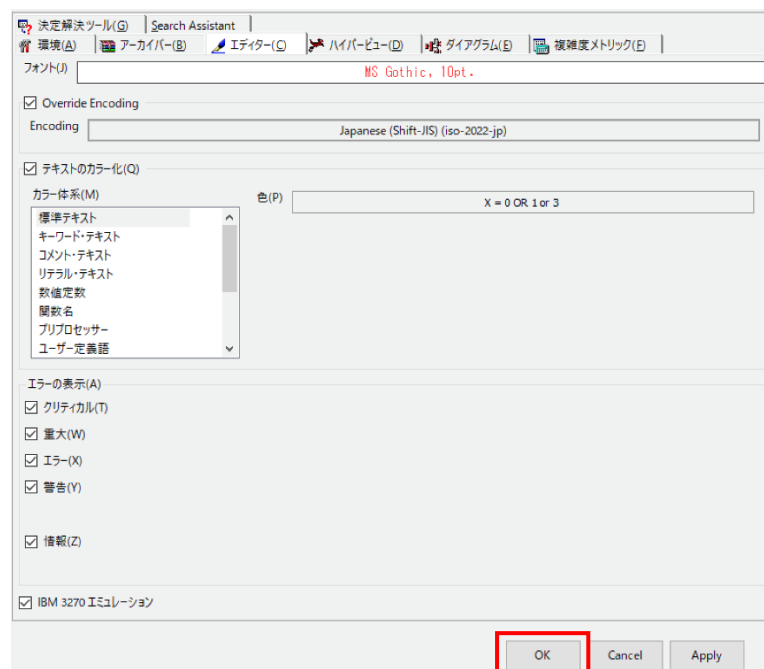 決定解決ツール(G) Search Assistant
環境(A) アーカイバー(B) エディター(C) ハイパービュー(D) ダイアグラム(E) 複雑度メトリック(F)
フォント(J) MS Gothic, 10pt.
Override Encoding
Encoding Japanese (Shift-JIS) (iso-2022-jp)
テキストのカラー化(Q)
カラー体系(M) 色(P) X = 0 OR 1 or 3
標準テキスト
キーワード・テキスト
コメント・テキスト
リテラル・テキスト
数値定数
関数名
プリプロセッサー
ユーザー定義語
エラーの表示(A)
クリティカル(T)
重大(W)
エラー(X)
警告(Y)
情報(Z)
IBM 3270 エミュレーション
OK Cancel Apply